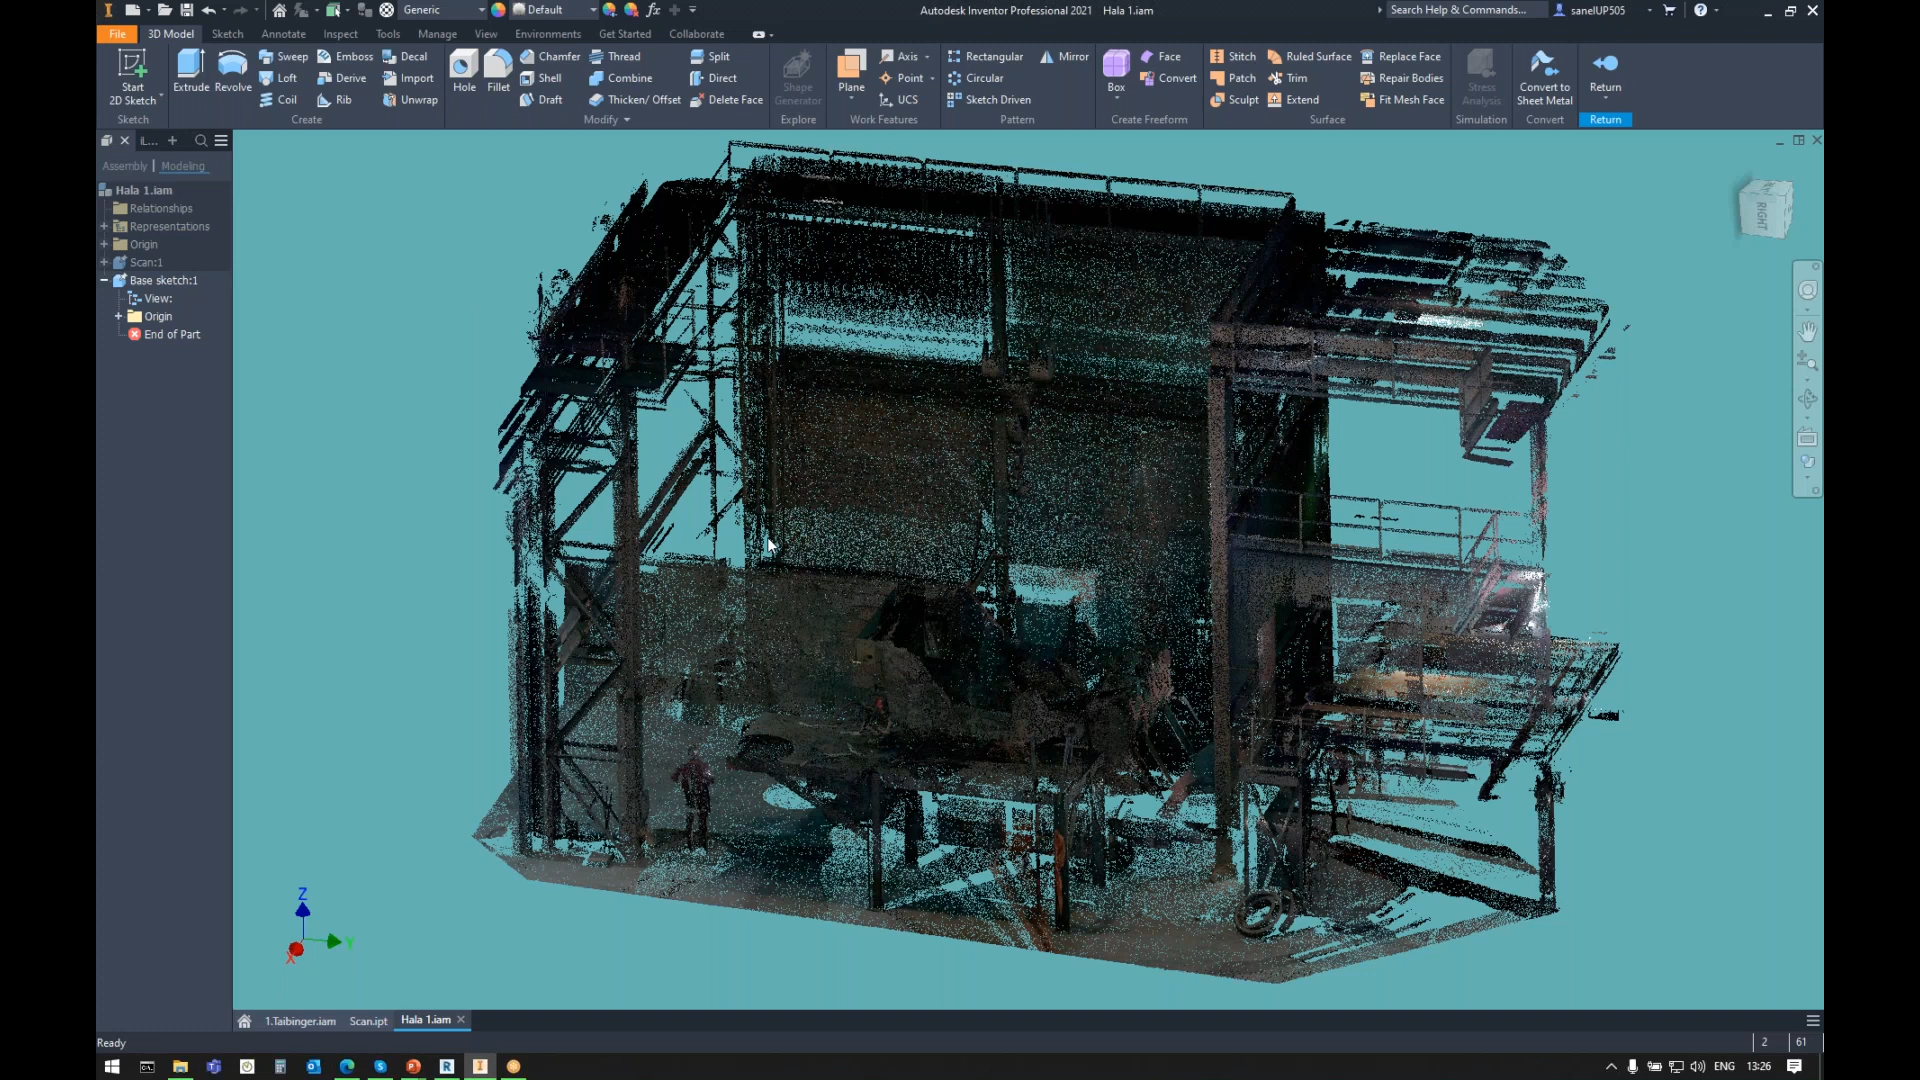 Generic
Default
fx
Autodesk Inventor Professional 2021 Hala 1.iam
Search Help & Commands...
sanelUP505
File 3D Model Sketch Annotate Inspect Tools Manage View Environments Get Started Collaborate
Start
2D Sketch
Sketch
Extrude
Revolve
Sweep Emboss Decal
Loft Derive Import
Coil Rib Unwrap
Create
Hole
Fillet
Chamfer Thread Split
Shell Combine Direct
Draft Thicken/ Offset Delete Face
Modify
Shape
Generator
Explore
Plane
Axis
Point
UCS
Work Features
Rectangular Mirror
Circular
Sketch Driven
Pattern
Box
Face
Convert
Create Freeform
Stitch Ruled Surface Replace Face
Patch Trim Repair Bodies
Sculpt Extend Fit Mesh Face
Surface
Stress
Analysis
Simulation
Convert to
Sheet Metal
Convert
Return
Return
Assembly | Modeling
Hala 1.iam
Relationships
Representations
Origin
Scan:1
Base sketch:1
View:
Origin
End of Part
RIGHT
Z
Y
X
1.Taibinger.iam Scan.ipt Hala 1.iam
Ready
2 61
ENG 13:26